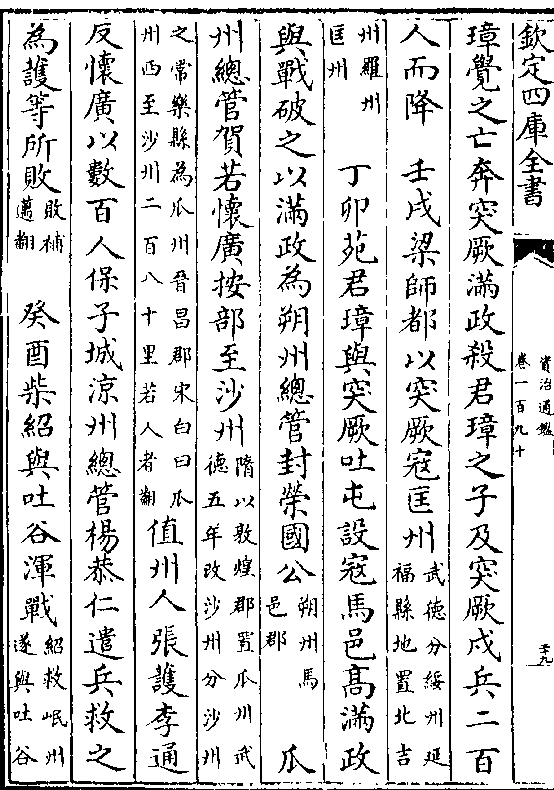 欽定四庫全書
資治通鑑
卷一百九十
二十九
璋覺之亡奔突厥滿政殺君璋之子及突厥戍兵二百
人而降　壬戌梁師都以突厥寇匡州武德分綏州延福縣地置北吉
州羅州匡州　丁卯苑君璋與突厥吐屯設寇馬邑高滿政
與戰破之以滿政為朔州總管封榮國公朔州馬邑郡　瓜
州總管賀若懷廣按部至沙州隋以敦煌郡置瓜州武德五年改沙州分沙州
之常樂縣為瓜州晉昌郡宋白曰瓜州西至沙州二百八十里若人者翻值州人張護李通
反懷廣以數百人保子城涼州總管楊恭仁遣兵救之
為護等所敗敗補邁翻　癸酉柴紹與吐谷渾戰紹救岷州遂與吐谷